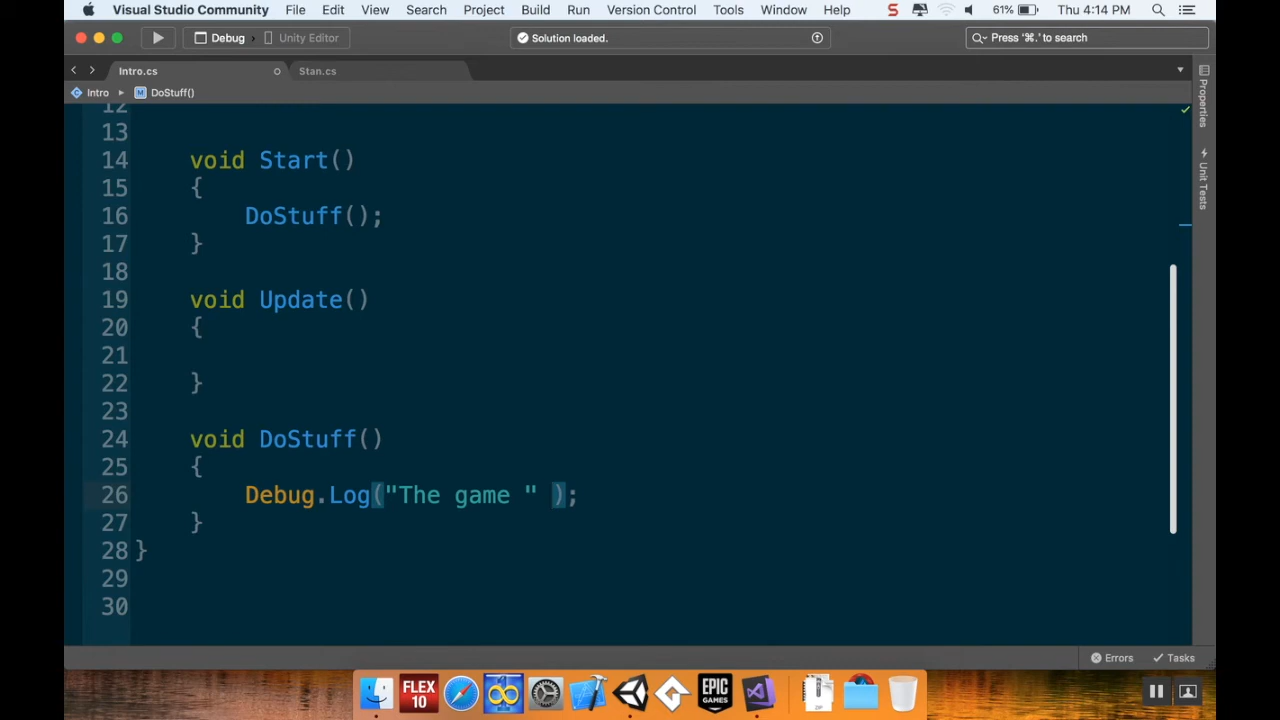 Visual Studio Community File Edit View Search Project Build Run Version Control Tools Window Help S 61% Thu 4:14 PM
Debug Unity Editor Solution loaded. Press '⌘.' to search
Intro.cs Stan.cs
Intro ▸ M DoStuff()
Properties
Unit Tests
12
13
14 void Start()
15 {
16 DoStuff();
17 }
18
19 void Update()
20 {
21
22 }
23
24 void DoStuff()
25 {
26 Debug.Log("The game " );
27 }
28 }
29
30
Errors Tasks
FLEX 10 EPIC GAMES ZIP